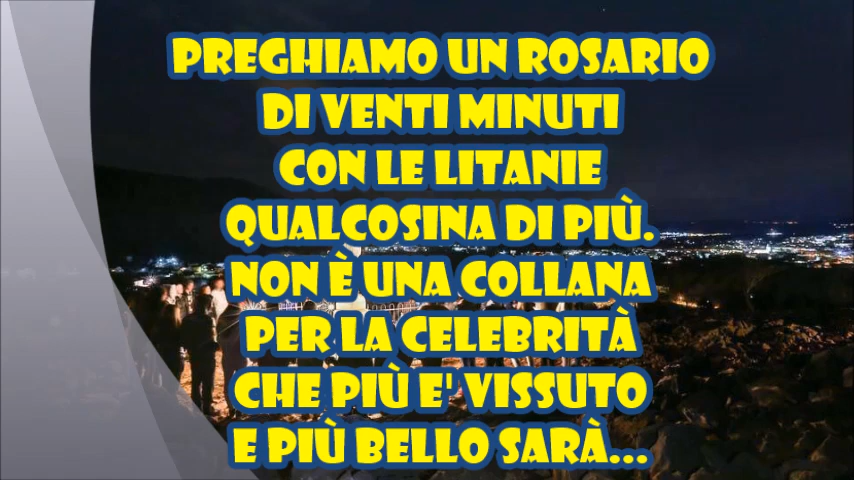 PREGHIAMO UN ROSARIO
DI VENTI MINUTI
CON LE LITANIE
QUALCOSINA DI PIÙ.
NON È UNA COLLANA
PER LA CELEBRITÀ
CHE PIÙ E' VISSUTO
E PIÙ BELLO SARÀ...